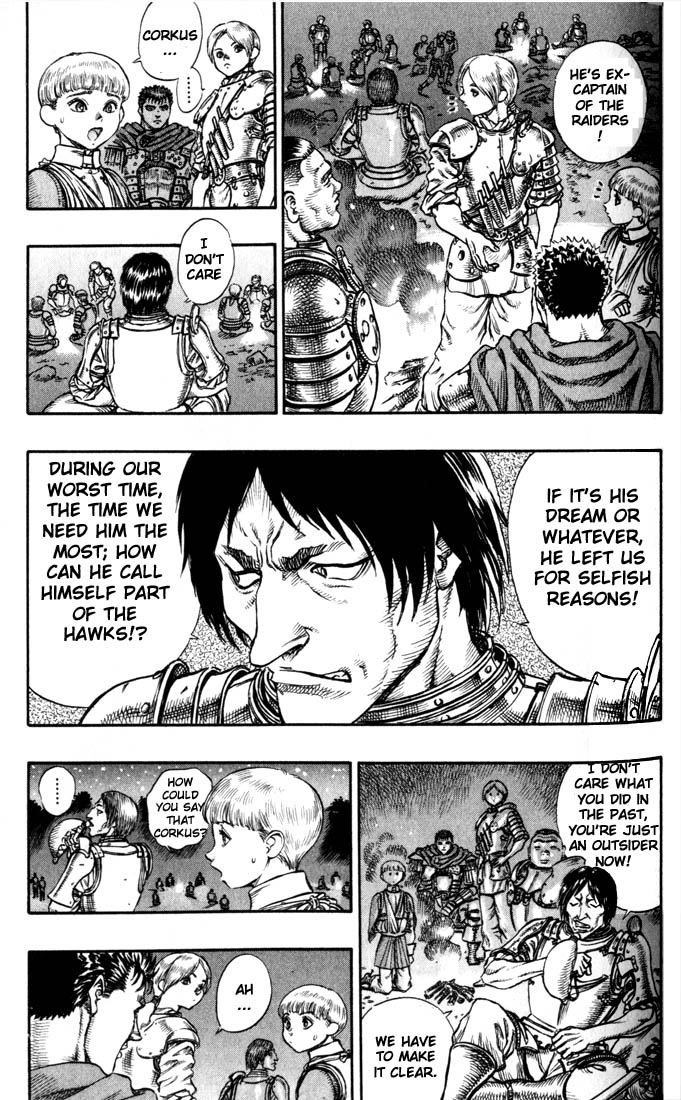 HE'S EX-
CAPTAIN
OF THE
RAIDERS
!
CORKUS
...
......
I
DON'T
CARE
IF IT'S HIS
DREAM OR
WHATEVER,
HE LEFT US
FOR SELFISH
REASONS!
DURING OUR
WORST TIME,
THE TIME WE
NEED HIM THE
MOST; HOW
CAN HE CALL
HIMSELF PART
OF THE
HAWKS!?
I DON'T
CARE WHAT
YOU DID IN
THE PAST,
YOU'RE JUST
AN OUTSIDER
NOW!
WE HAVE
TO MAKE
IT CLEAR.
HOW
COULD
YOU SAY
THAT
CORKUS?
......
AH
...